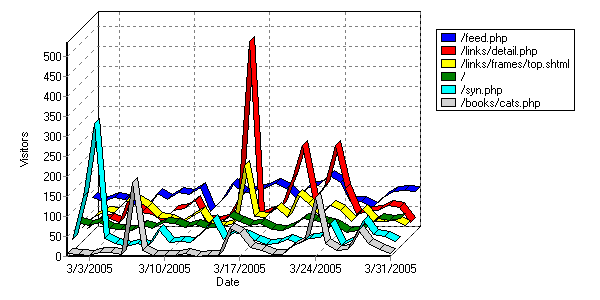 500
450
400
350
300
250
200
150
100
50
0
Visitors
3/3/2005
3/10/2005
3/17/2005
3/24/2005
3/31/2005
Date
/feed.php
/links/detail.php
/links/frames/top.shtml
/
/syn.php
/books/cats.php